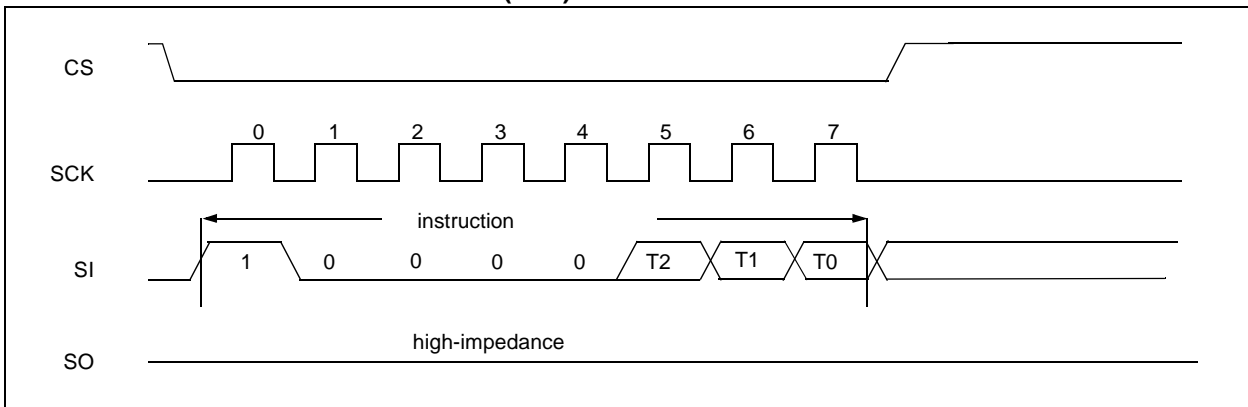 CS
0 1 2 3 4 5 6 7
SCK
instruction
SI 1 0 0 0 0 T2 T1 T0
high-impedance
SO